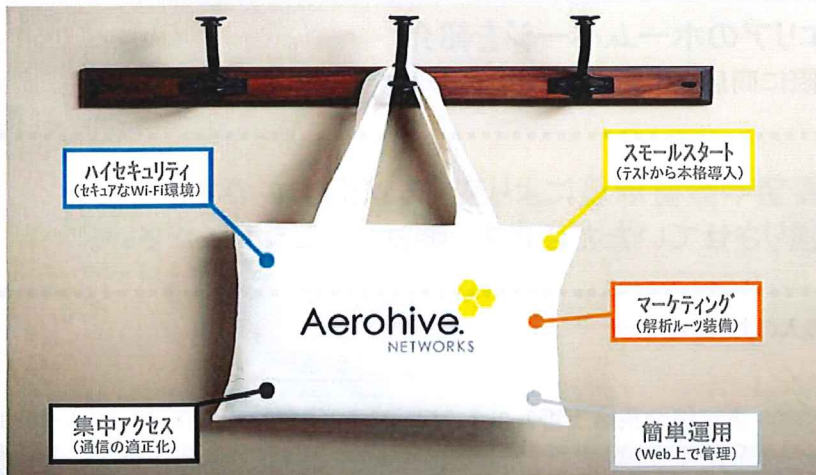 ハイセキュリティ
(セキュアなWi-Fi環境)
スモールスタート
(テストから本格導入)
Aerohive.
NETWORKS
マーケティング
(解析ルーツ装備)
集中アクセス
(通信の適正化)
簡単運用
(Web上で管理)